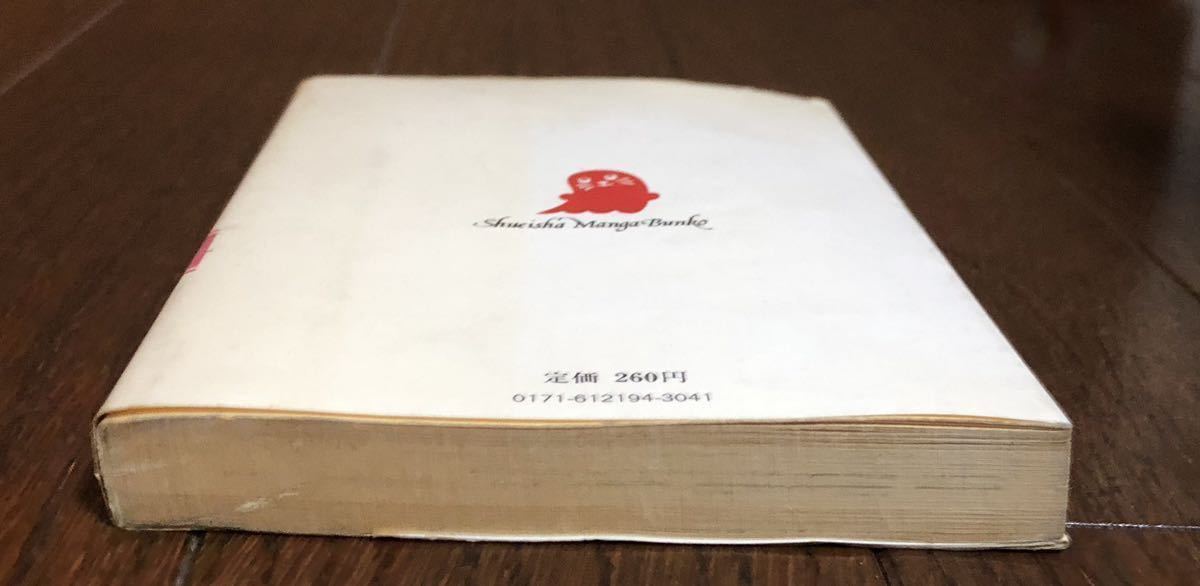 Shueisha Manga Bunko
定価 260円
0171-612194-3041